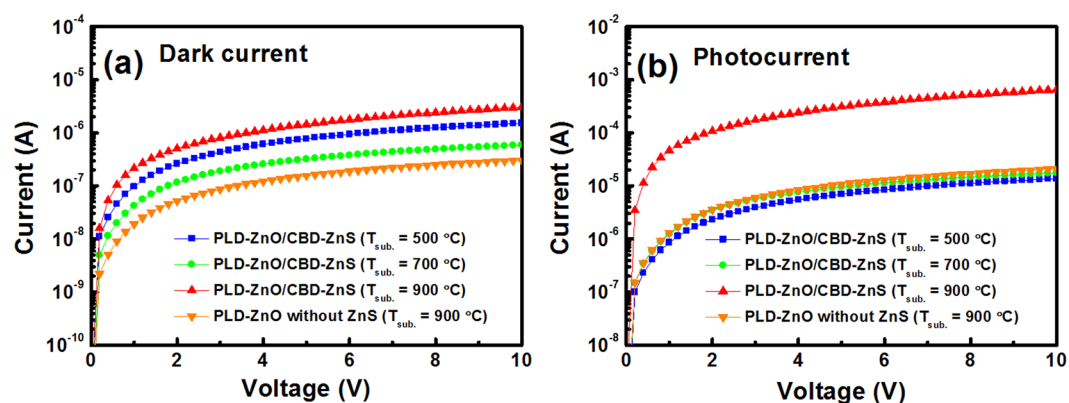 (a) Dark current
Current (A)
10⁻⁴
10⁻⁵
10⁻⁶
10⁻⁷
10⁻⁸
10⁻⁹
10⁻¹⁰
PLD-ZnO/CBD-ZnS (Tsub. = 500 °C)
PLD-ZnO/CBD-ZnS (Tsub. = 700 °C)
PLD-ZnO/CBD-ZnS (Tsub. = 900 °C)
PLD-ZnO without ZnS (Tsub. = 900 °C)
0 2 4 6 8 10
Voltage (V)
(b) Photocurrent
Current (A)
10⁻²
10⁻³
10⁻⁴
10⁻⁵
10⁻⁶
10⁻⁷
10⁻⁸
PLD-ZnO/CBD-ZnS (Tsub. = 500 °C)
PLD-ZnO/CBD-ZnS (Tsub. = 700 °C)
PLD-ZnO/CBD-ZnS (Tsub. = 900 °C)
PLD-ZnO without ZnS (Tsub. = 900 °C)
0 2 4 6 8 10
Voltage (V)